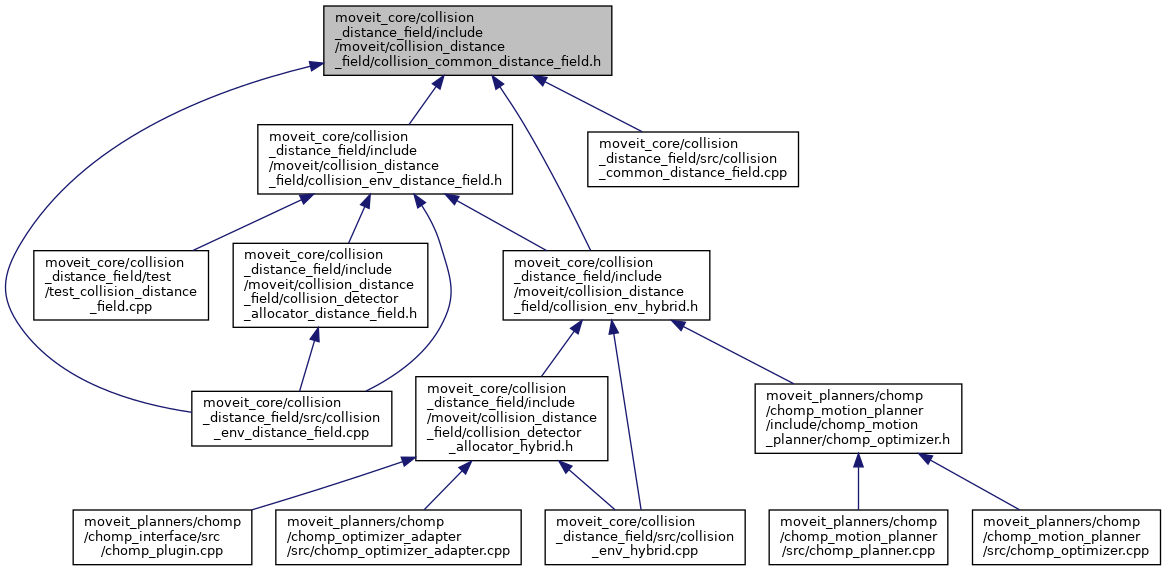 moveit_core/collision
_distance_field/include
/moveit/collision_distance
_field/collision_common_distance_field.h
moveit_core/collision
_distance_field/include
/moveit/collision_distance
_field/collision_env_distance_field.h
moveit_core/collision
_distance_field/src/collision
_common_distance_field.cpp
moveit_core/collision
_distance_field/test
/test_collision_distance
_field.cpp
moveit_core/collision
_distance_field/include
/moveit/collision_distance
_field/collision_detector
_allocator_distance_field.h
moveit_core/collision
_distance_field/include
/moveit/collision_distance
_field/collision_env_hybrid.h
moveit_core/collision
_distance_field/src/collision
_env_distance_field.cpp
moveit_core/collision
_distance_field/include
/moveit/collision_distance
_field/collision_detector
_allocator_hybrid.h
moveit_planners/chomp
/chomp_motion_planner
/include/chomp_motion
_planner/chomp_optimizer.h
moveit_planners/chomp
/chomp_interface/src
/chomp_plugin.cpp
moveit_planners/chomp
/chomp_optimizer_adapter
/src/chomp_optimizer_adapter.cpp
moveit_core/collision
_distance_field/src/collision
_env_hybrid.cpp
moveit_planners/chomp
/chomp_motion_planner
/src/chomp_planner.cpp
moveit_planners/chomp
/chomp_motion_planner
/src/chomp_optimizer.cpp